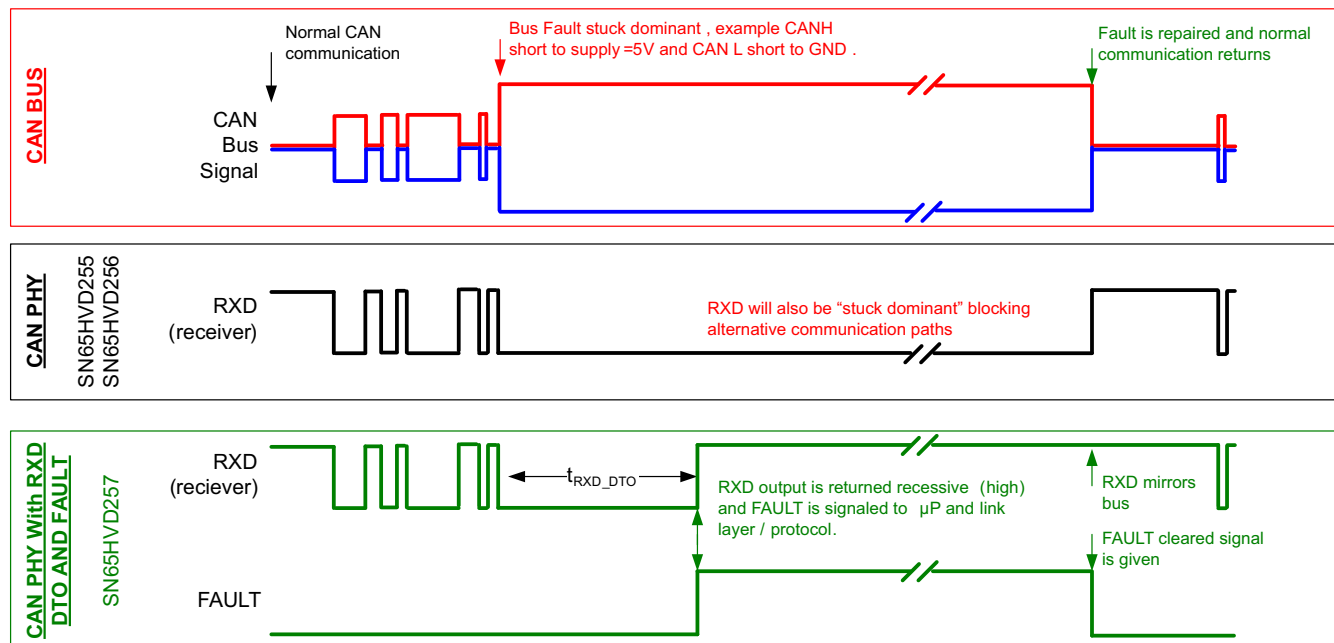 CAN BUS
Normal CAN
communication
Bus Fault stuck dominant , example CANH
short to supply =5V and CAN L short to GND .
Fault is repaired and normal
communication returns
CAN
Bus
Signal
CAN PHY
SN65HVD255
SN65HVD256
RXD
(receiver)
RXD will also be “stuck dominant” blocking
alternative communication paths
CAN PHY With RXD
DTO AND FAULT
SN65HVD257
RXD
(reciever)
tRXD_DTO
RXD output is returned recessive (high)
and FAULT is signaled to µP and link
layer / protocol.
RXD mirrors
bus
FAULT cleared signal
is given
FAULT